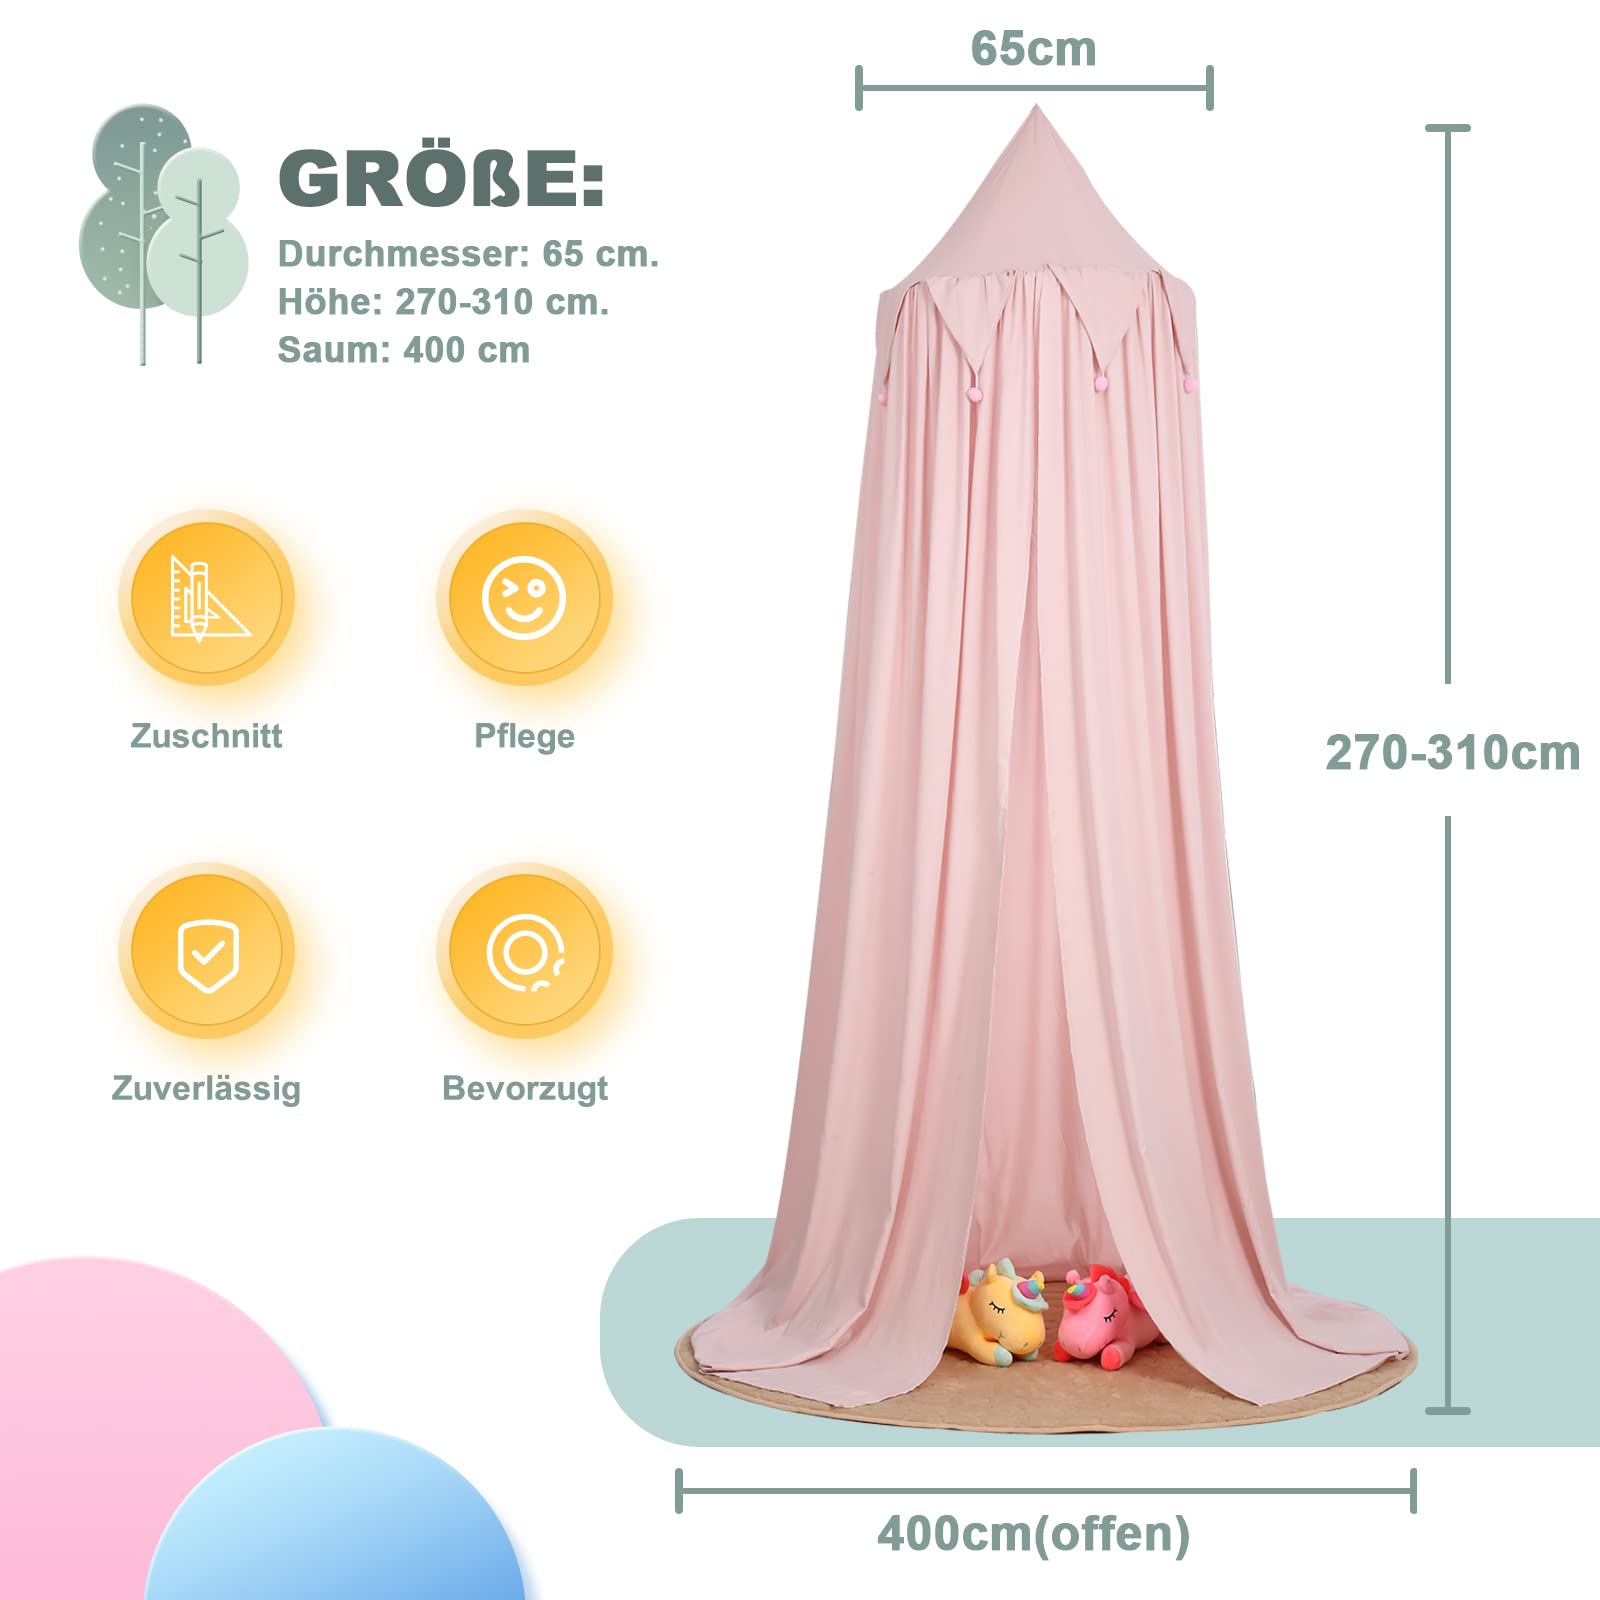 65cm
GRÖßE:
Durchmesser: 65 cm.
Höhe: 270-310 cm.
Saum: 400 cm
Zuschnitt
Pflege
270-310cm
Zuverlässig
Bevorzugt
400cm(offen)